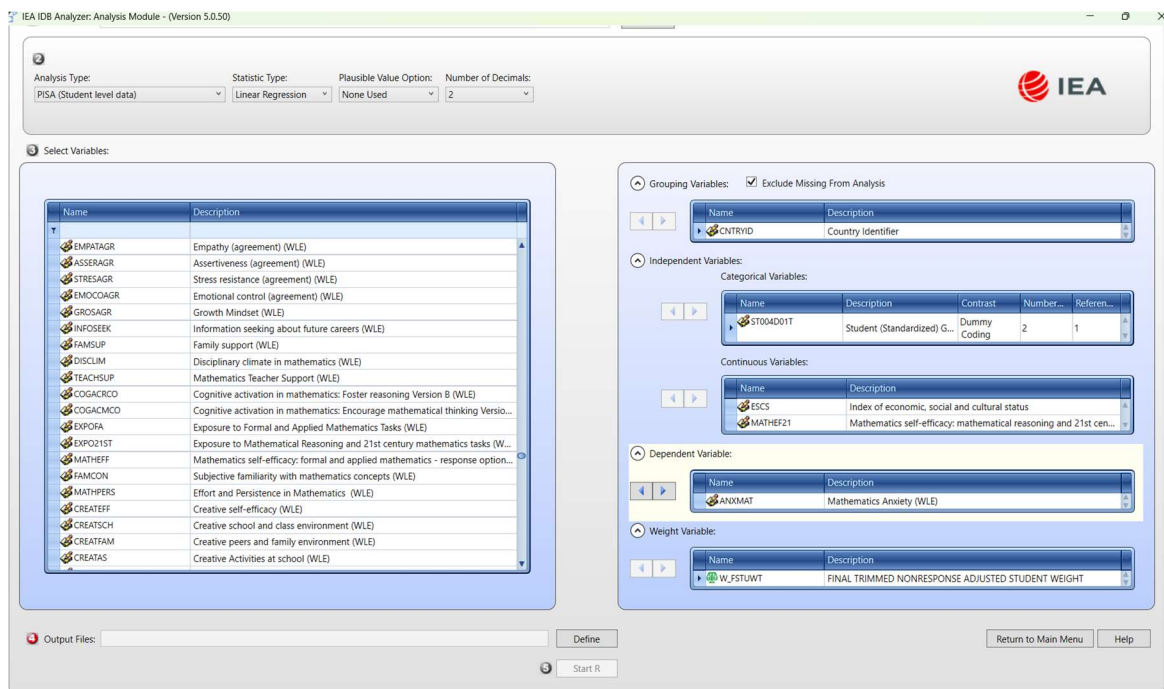 IEA IDB Analyzer: Analysis Module - (Version 5.0.50)
2
Analysis Type: Statistic Type: Plausible Value Option: Number of Decimals:
PISA (Student level data) Linear Regression None Used 2
IEA
3 Select Variables:
Name Description
EMPATAGR Empathy (agreement) (WLE)
ASSERAGR Assertiveness (agreement) (WLE)
STRESAGR Stress resistance (agreement) (WLE)
EMOCOAGR Emotional control (agreement) (WLE)
GROSAGR Growth Mindset (WLE)
INFOSEEK Information seeking about future careers (WLE)
FAMSUP Family support (WLE)
DISCLIM Disciplinary climate in mathematics (WLE)
TEACHSUP Mathematics Teacher Support (WLE)
COGACRCO Cognitive activation in mathematics: Foster reasoning Version B (WLE)
COGACMCO Cognitive activation in mathematics: Encourage mathematical thinking Versio...
EXPOFA Exposure to Formal and Applied Mathematics Tasks (WLE)
EXPO21ST Exposure to Mathematical Reasoning and 21st century mathematics tasks (W...
MATHEFF Mathematics self-efficacy: formal and applied mathematics - response option...
FAMCON Subjective familiarity with mathematics concepts (WLE)
MATHPERS Effort and Persistence in Mathematics (WLE)
CREATEFF Creative self-efficacy (WLE)
CREATSCH Creative school and class environment (WLE)
CREATFAM Creative peers and family environment (WLE)
CREATAS Creative Activities at school (WLE)
Grouping Variables: Exclude Missing From Analysis
Name Description
CNTRYID Country Identifier
Independent Variables:
Categorical Variables:
Name Description Contrast Number... Referen...
ST004D01T Student (Standardized) G... Dummy Coding 2 1
Continuous Variables:
Name Description
ESCS Index of economic, social and cultural status
MATHEF21 Mathematics self-efficacy: mathematical reasoning and 21st cen...
Dependent Variable:
Name Description
ANXMAT Mathematics Anxiety (WLE)
Weight Variable:
Name Description
W_FSTUWT FINAL TRIMMED NONRESPONSE ADJUSTED STUDENT WEIGHT
4 Output Files: Define Return to Main Menu Help
5 Start R